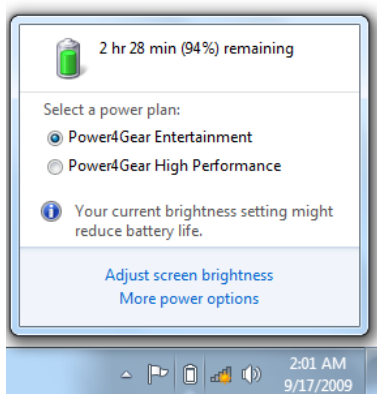 2 hr 28 min (94%) remaining
Select a power plan:
Power4Gear Entertainment
Power4Gear High Performance
Your current brightness setting might
reduce battery life.
Adjust screen brightness
More power options
2:01 AM
9/17/2009